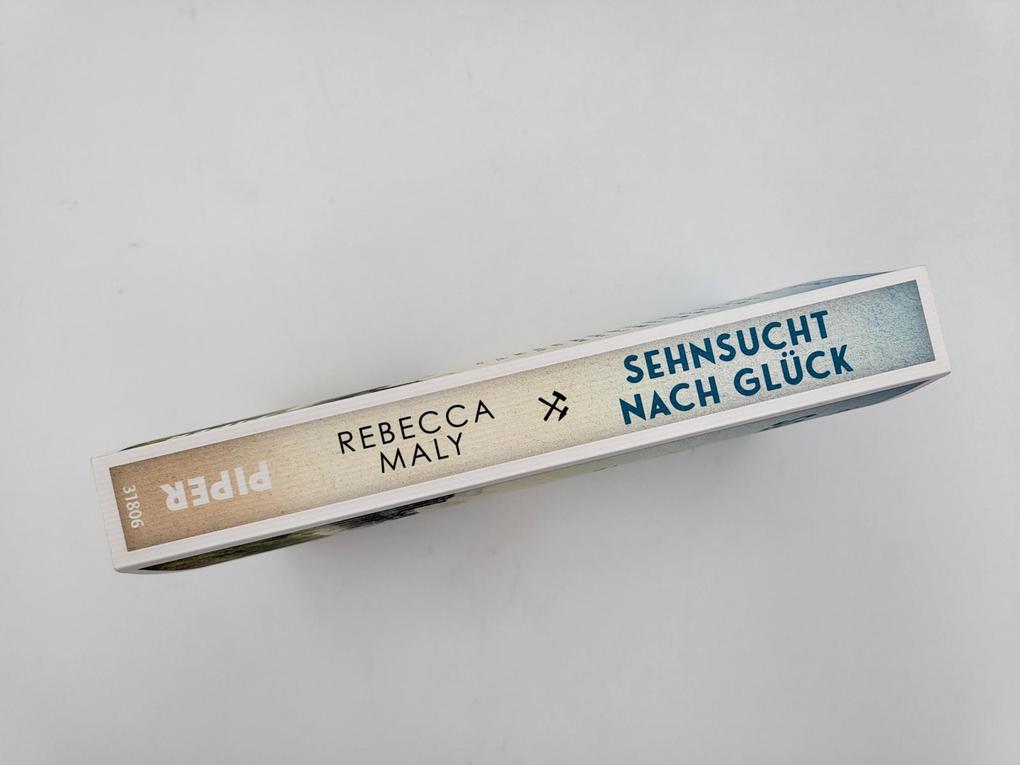 31806
PIPER
REBECCA
MALY
SEHNSUCHT
NACH GLÜCK